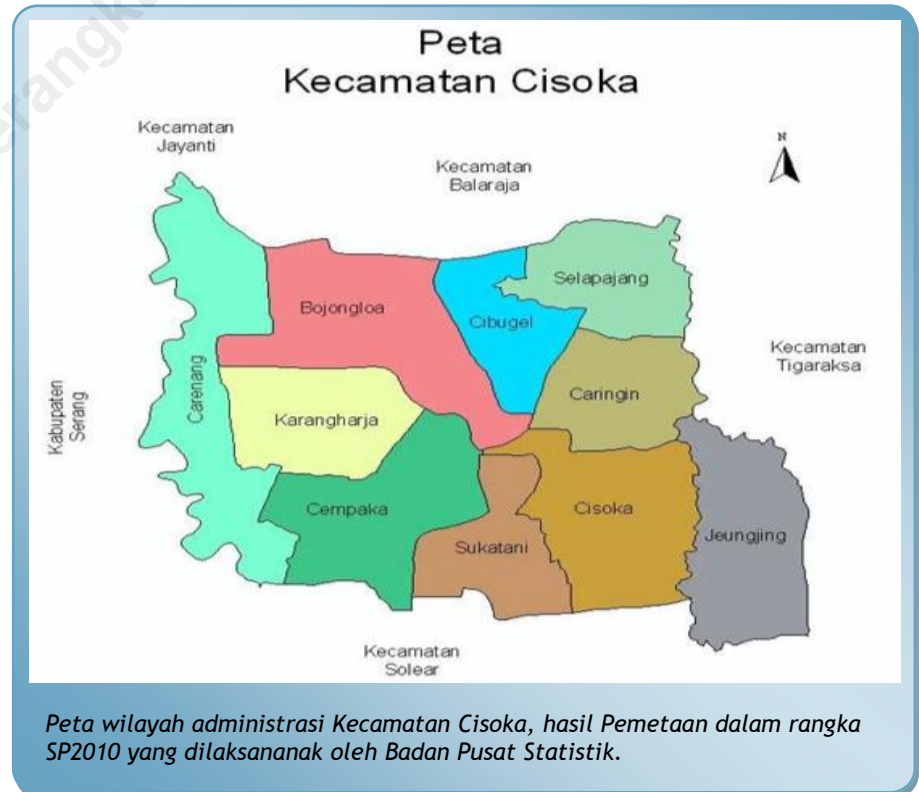 Peta
Kecamatan Cisoka
Kecamatan
Jayanti
Kecamatan
Balaraja
N
Selapajang
Bojongloa
Cibugel
Kecamatan
Tigaraksa
Kabupaten
Serang
Carenang
Caringin
Karangharja
Cempaka
Cisoka
Sukatani
Jeungjing
Kecamatan
Solear
Peta wilayah administrasi Kecamatan Cisoka, hasil Pemetaan dalam rangka
SP2010 yang dilaksananak oleh Badan Pusat Statistik.